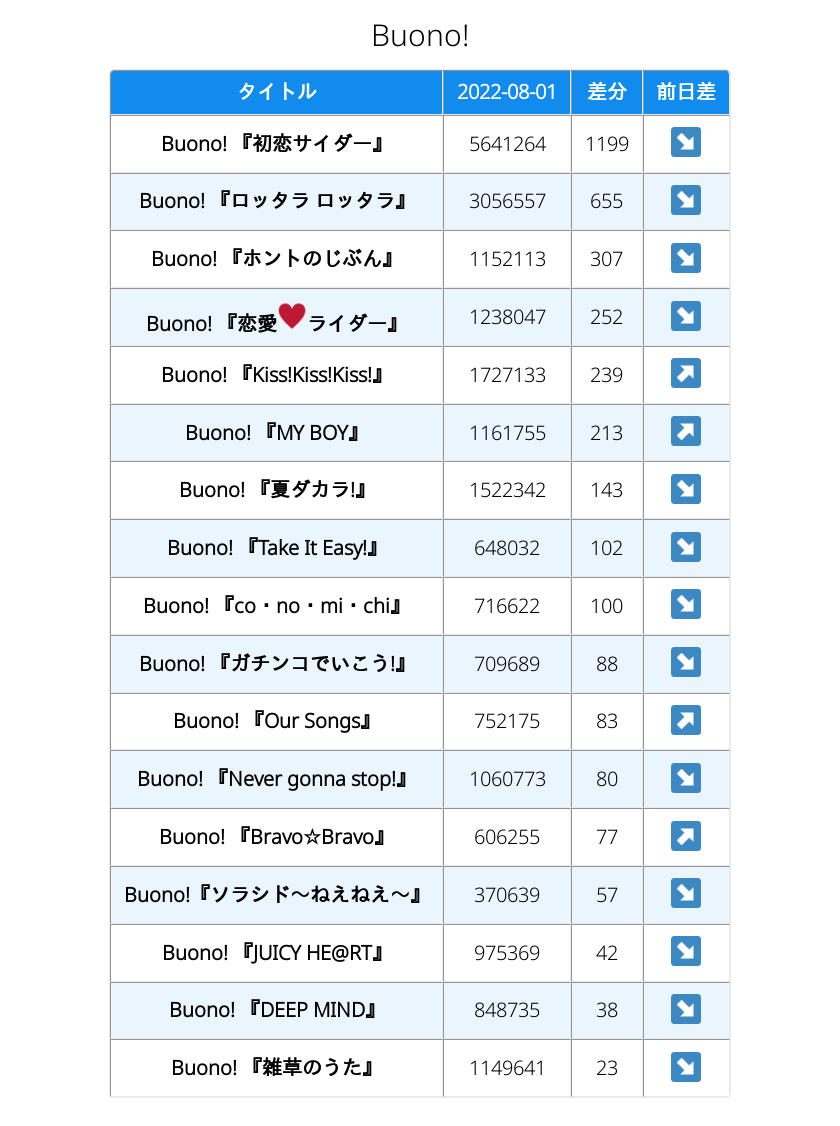 Buono!
タイトル 2022-08-01 差分 前日差
Buono! 『初恋サイダー』 5641264 1199 ↘
Buono! 『ロッタラ ロッタラ』 3056557 655 ↘
Buono! 『ホントのじぶん』 1152113 307 ↘
Buono! 『恋愛♥ライダー』 1238047 252 ↘
Buono! 『Kiss!Kiss!Kiss!』 1727133 239 ↗
Buono! 『MY BOY』 1161755 213 ↗
Buono! 『夏ダカラ!』 1522342 143 ↘
Buono! 『Take It Easy!』 648032 102 ↘
Buono! 『co・no・mi・chi』 716622 100 ↘
Buono! 『ガチンコでいこう!』 709689 88 ↘
Buono! 『Our Songs』 752175 83 ↗
Buono! 『Never gonna stop!』 1060773 80 ↘
Buono! 『Bravo☆Bravo』 606255 77 ↗
Buono!『ソラシド〜ねえねえ〜』 370639 57 ↘
Buono! 『JUICY HE@RT』 975369 42 ↘
Buono! 『DEEP MIND』 848735 38 ↘
Buono! 『雑草のうた』 1149641 23 ↘